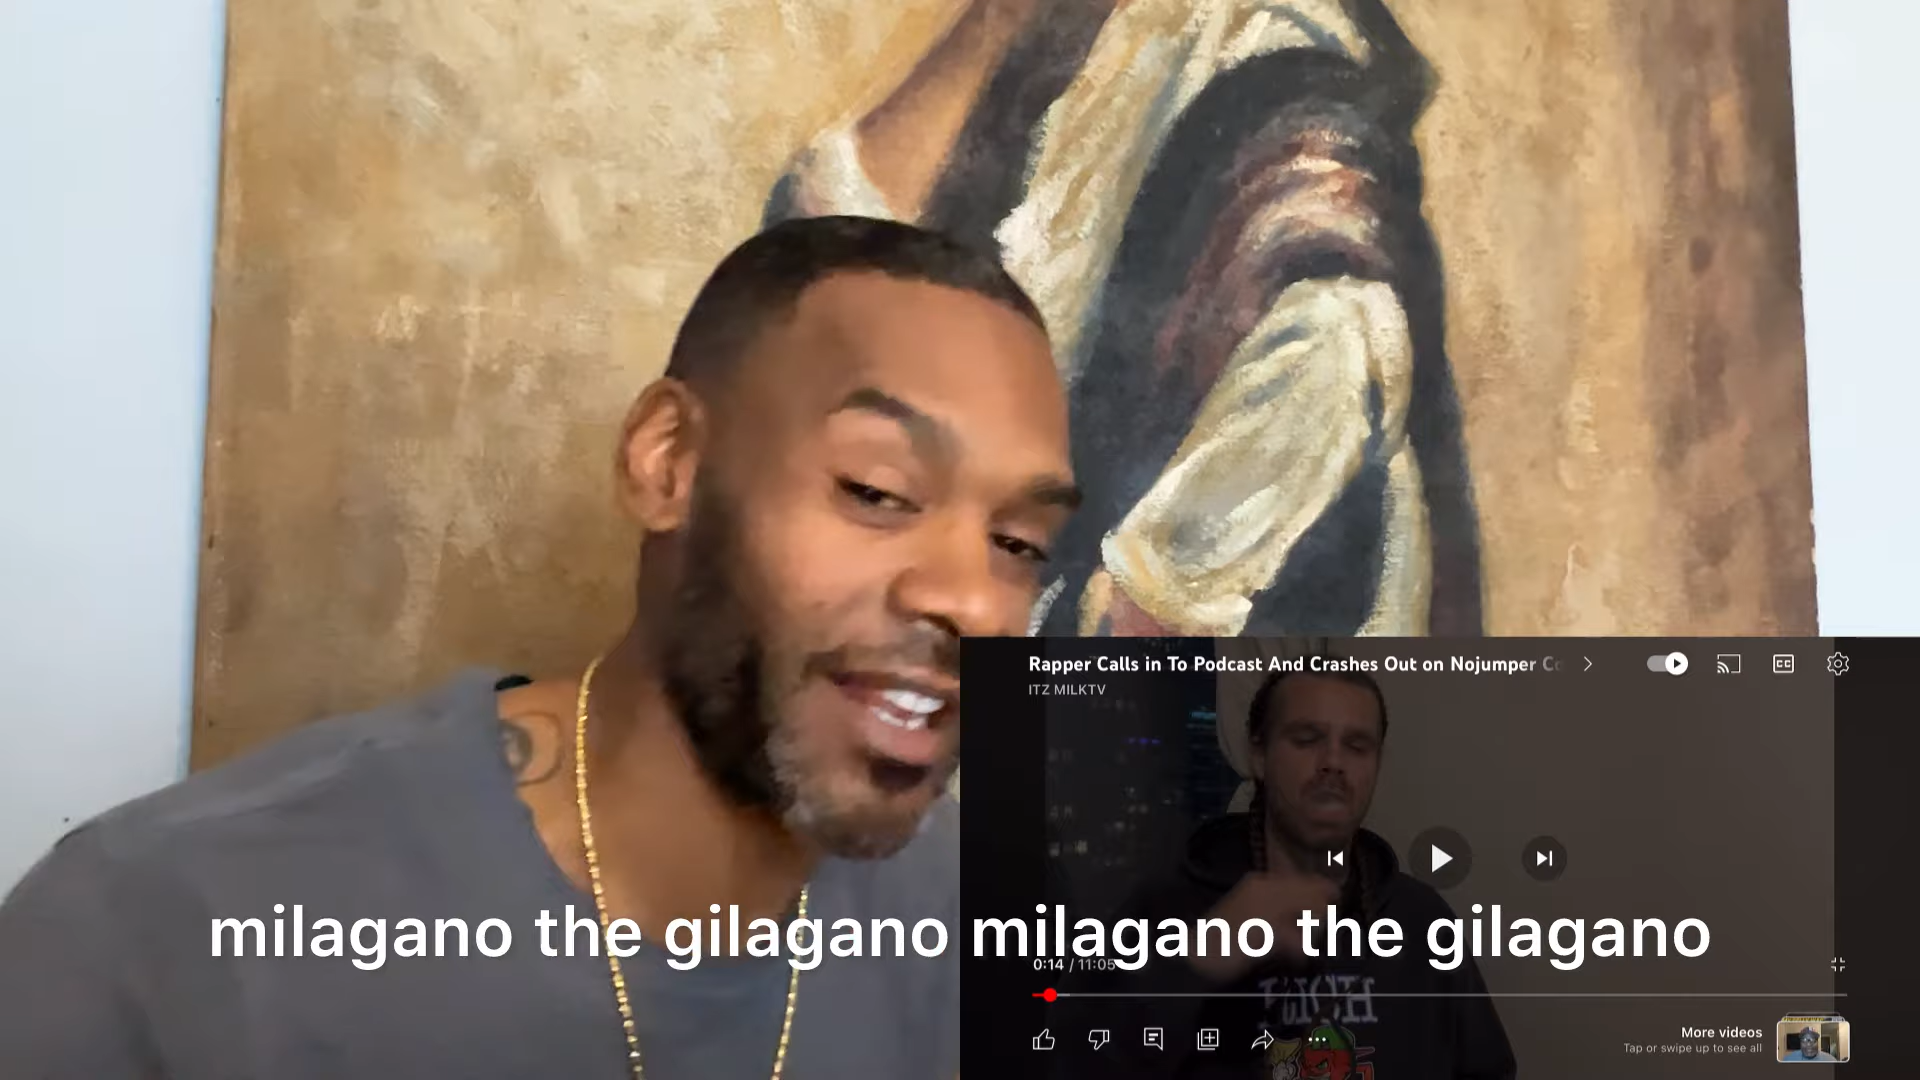 Rapper Calls in To Podcast And Crashes Out on Nojumper
ITZ MILKTV
CC
milagano the gilagano milagano the gilagano
0:14 / 11:05
More videos
Tap or swipe up to see all